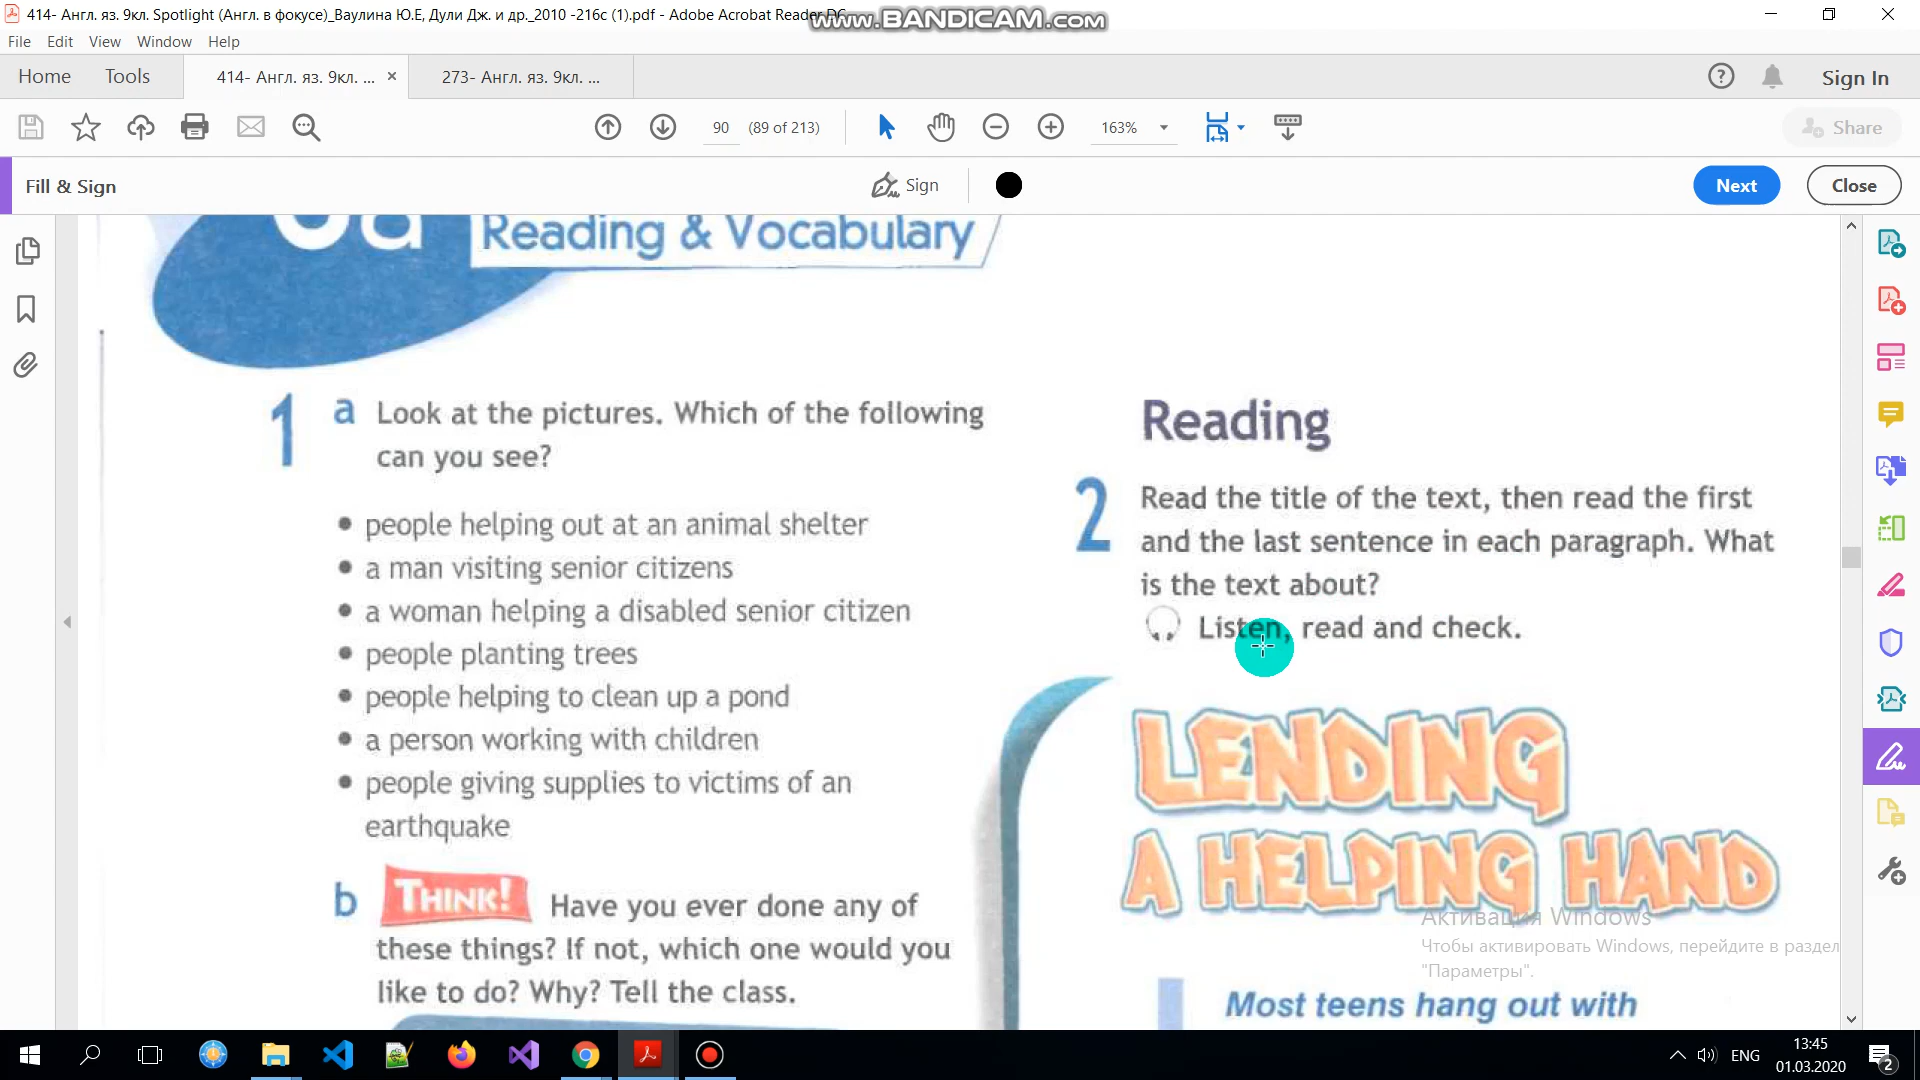 414- Англ. яз. 9кл. Spotlight (Англ. в фокусе)_Ваулина Ю.Е, Дули Дж. и др._2010 -216с (1).pdf - Adobe Acrobat Reader DC
www.BANDICAM.com
File Edit View Window Help
Home Tools 414- Англ. яз. 9кл. ... × 273- Англ. яз. 9кл. ... Sign In
90 (89 of 213) 163% Share
Fill & Sign Sign Next Close
Reading & Vocabulary
1 a Look at the pictures. Which of the following
can you see?
• people helping out at an animal shelter
• a man visiting senior citizens
• a woman helping a disabled senior citizen
• people planting trees
• people helping to clean up a pond
• a person working with children
• people giving supplies to victims of an
earthquake
b THINK! Have you ever done any of
these things? If not, which one would you
like to do? Why? Tell the class.
Reading
2 Read the title of the text, then read the first
and the last sentence in each paragraph. What
is the text about?
Listen, read and check.
LENDING
A HELPING HAND
Most teens hang out with
Активация Windows
Чтобы активировать Windows, перейдите в раздел
"Параметры".
ENG
13:45
01.03.2020
2